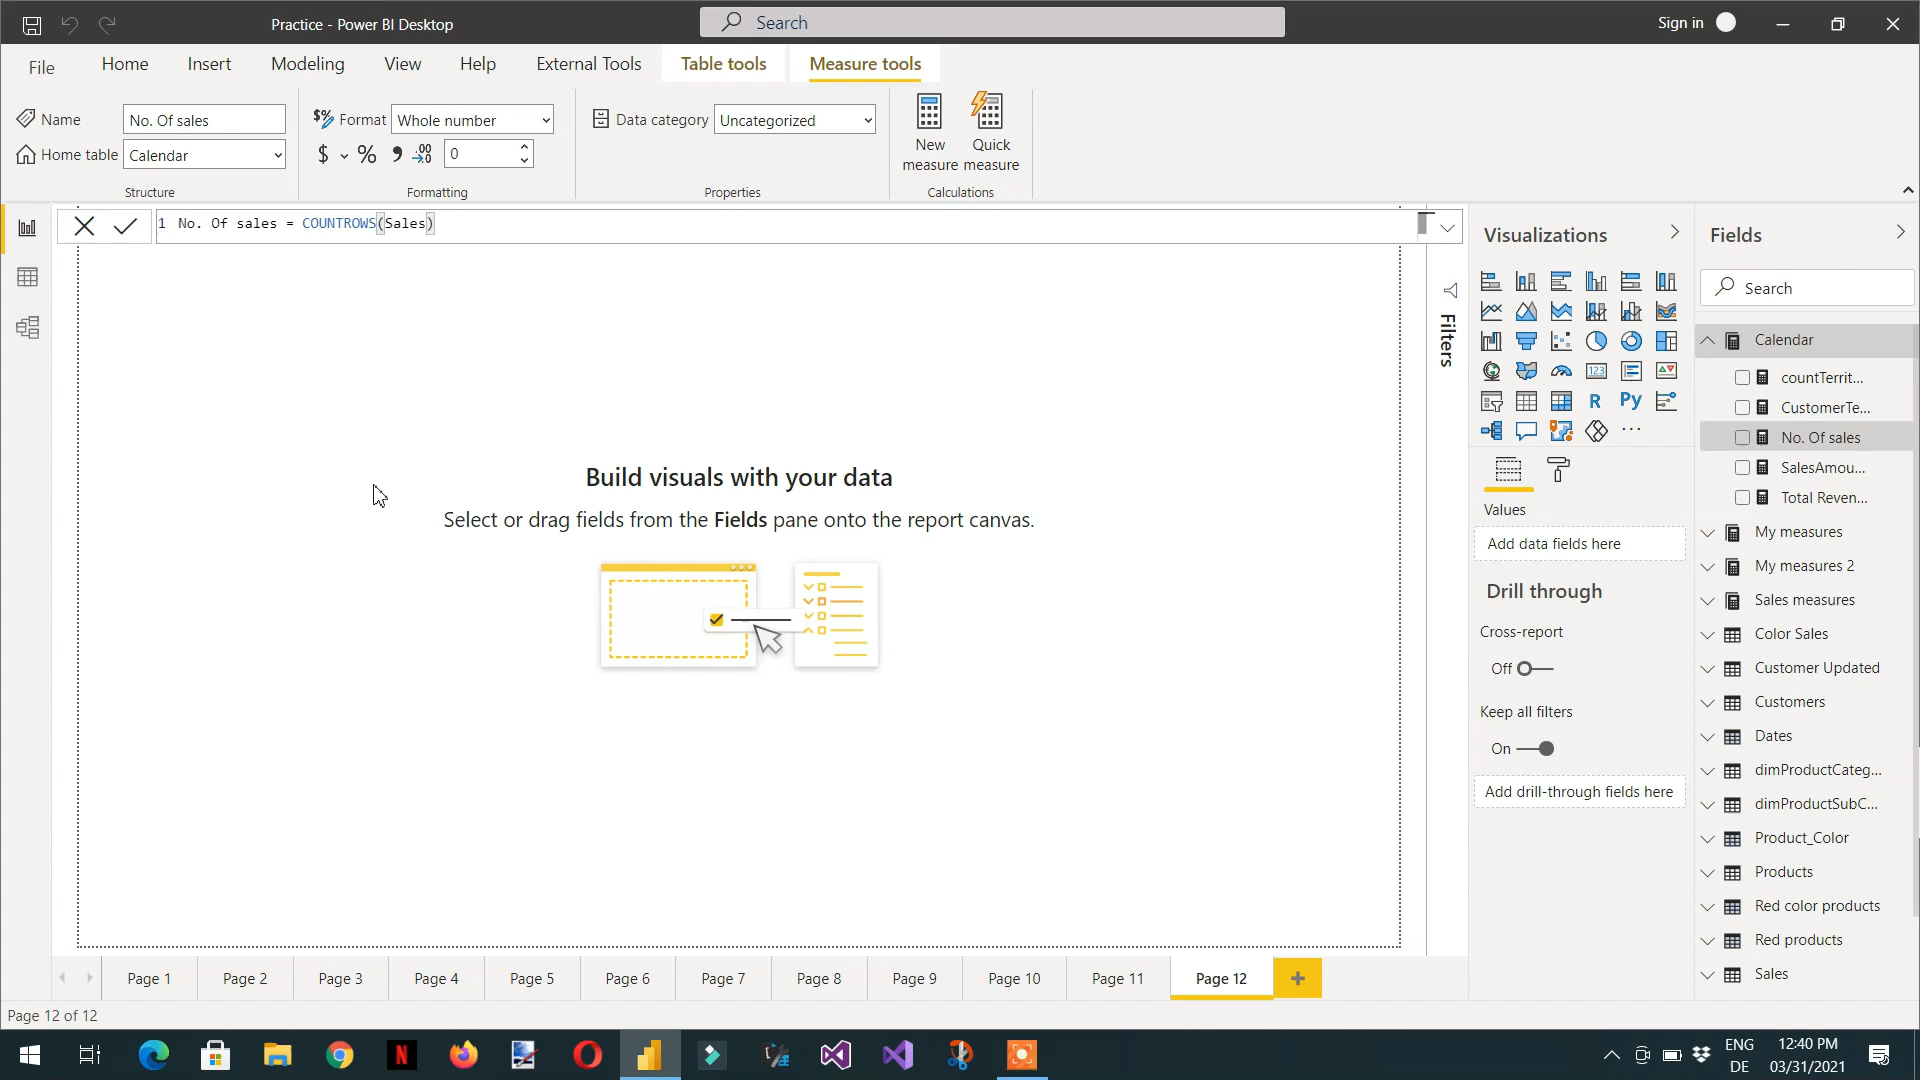 Practice - Power BI Desktop
Search
Sign in
File
Home
Insert
Modeling
View
Help
External Tools
Table tools
Measure tools
Name
No. Of sales
Format
Whole number
Data category
Uncategorized
New measure
Quick measure
Home table
Calendar
$
%
0
Structure
Formatting
Properties
Calculations
1 No. Of sales = COUNTROWS(Sales)
Build visuals with your data
Select or drag fields from the Fields pane onto the report canvas.
Filters
Visualizations
R
Py
123
...
Values
Add data fields here
Drill through
Cross-report
Off
Keep all filters
On
Add drill-through fields here
Fields
Search
Calendar
countTerrit...
CustomerTe...
No. Of sales
SalesAmou...
Total Reven...
My measures
My measures 2
Sales measures
Color Sales
Customer Updated
Customers
Dates
dimProductCateg...
dimProductSubC...
Product_Color
Products
Red color products
Red products
Sales
Page 1
Page 2
Page 3
Page 4
Page 5
Page 6
Page 7
Page 8
Page 9
Page 10
Page 11
Page 12
+
Page 12 of 12
N
ENG
DE
12:40 PM
03/31/2021